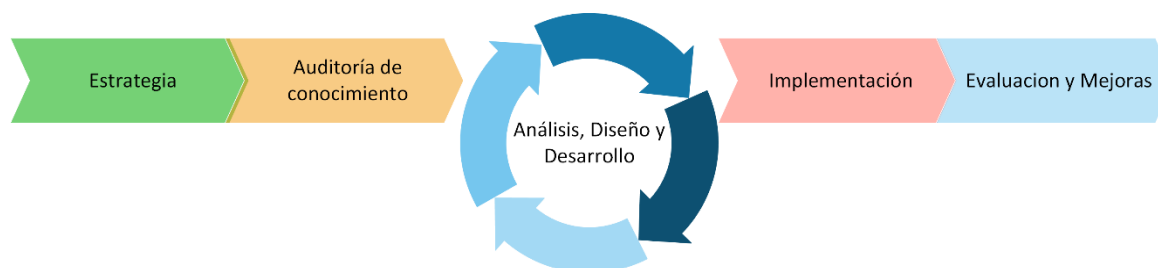 Estrategia
Auditoría de
conocimiento
Análisis, Diseño y
Desarrollo
Implementación
Evaluacion y Mejoras